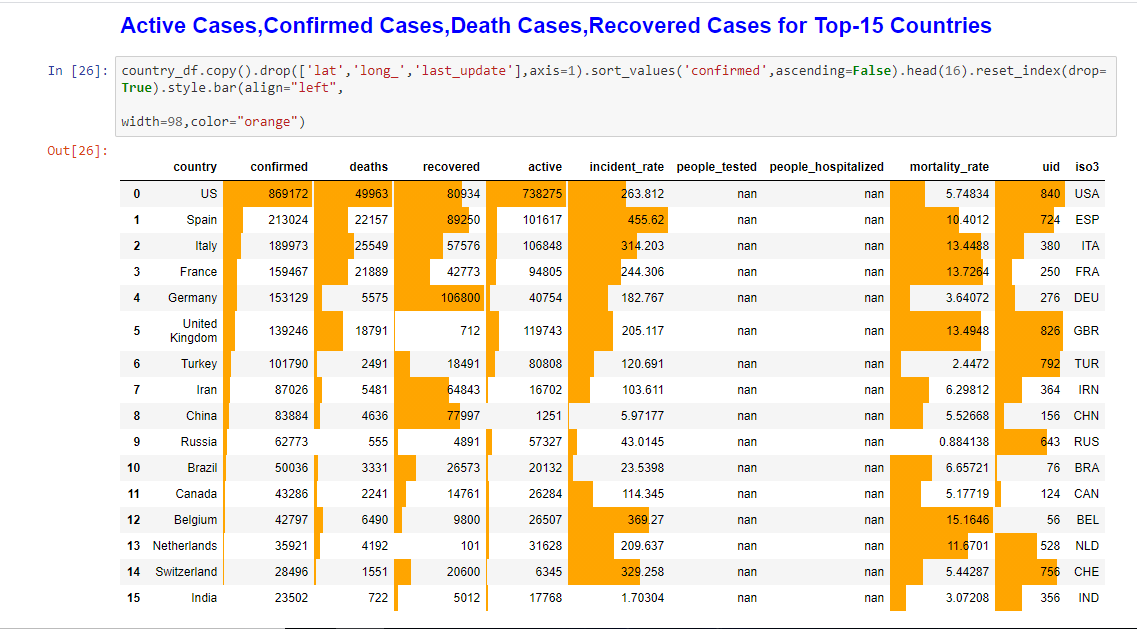 Active Cases,Confirmed Cases,Death Cases,Recovered Cases for Top-15 Countries
In [26]: country_df.copy().drop(['lat','long_','last_update'],axis=1).sort_values('confirmed',ascending=False).head(16).reset_index(drop=
True).style.bar(align="left",
width=98,color="orange")
Out[26]:
country confirmed deaths recovered active incident_rate people_tested people_hospitalized mortality_rate uid iso3
0 US 869172 49963 80934 738275 263.812 nan nan 5.74834 840 USA
1 Spain 213024 22157 89250 101617 455.62 nan nan 10.4012 724 ESP
2 Italy 189973 25549 57576 106848 314.203 nan nan 13.4488 380 ITA
3 France 159467 21889 42773 94805 244.306 nan nan 13.7264 250 FRA
4 Germany 153129 5575 106800 40754 182.767 nan nan 3.64072 276 DEU
5 United
Kingdom 139246 18791 712 119743 205.117 nan nan 13.4948 826 GBR
6 Turkey 101790 2491 18491 80808 120.691 nan nan 2.4472 792 TUR
7 Iran 87026 5481 64843 16702 103.611 nan nan 6.29812 364 IRN
8 China 83884 4636 77997 1251 5.97177 nan nan 5.52668 156 CHN
9 Russia 62773 555 4891 57327 43.0145 nan nan 0.884138 643 RUS
10 Brazil 50036 3331 26573 20132 23.5398 nan nan 6.65721 76 BRA
11 Canada 43286 2241 14761 26284 114.345 nan nan 5.17719 124 CAN
12 Belgium 42797 6490 9800 26507 369.27 nan nan 15.1646 56 BEL
13 Netherlands 35921 4192 101 31628 209.637 nan nan 11.6701 528 NLD
14 Switzerland 28496 1551 20600 6345 329.258 nan nan 5.44287 756 CHE
15 India 23502 722 5012 17768 1.70304 nan nan 3.07208 356 IND